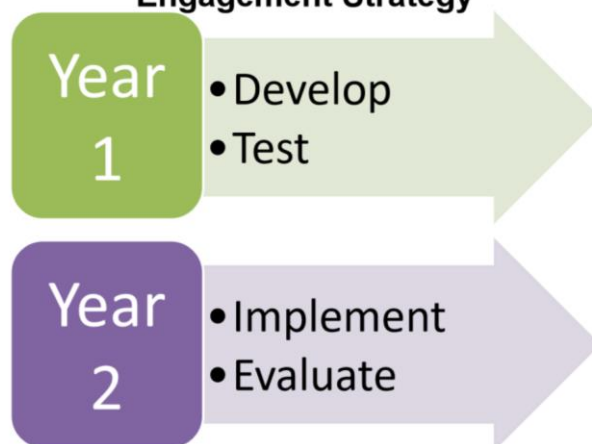 Engagement Strategy
Year
1
• Develop
• Test
Year
2
• Implement
• Evaluate